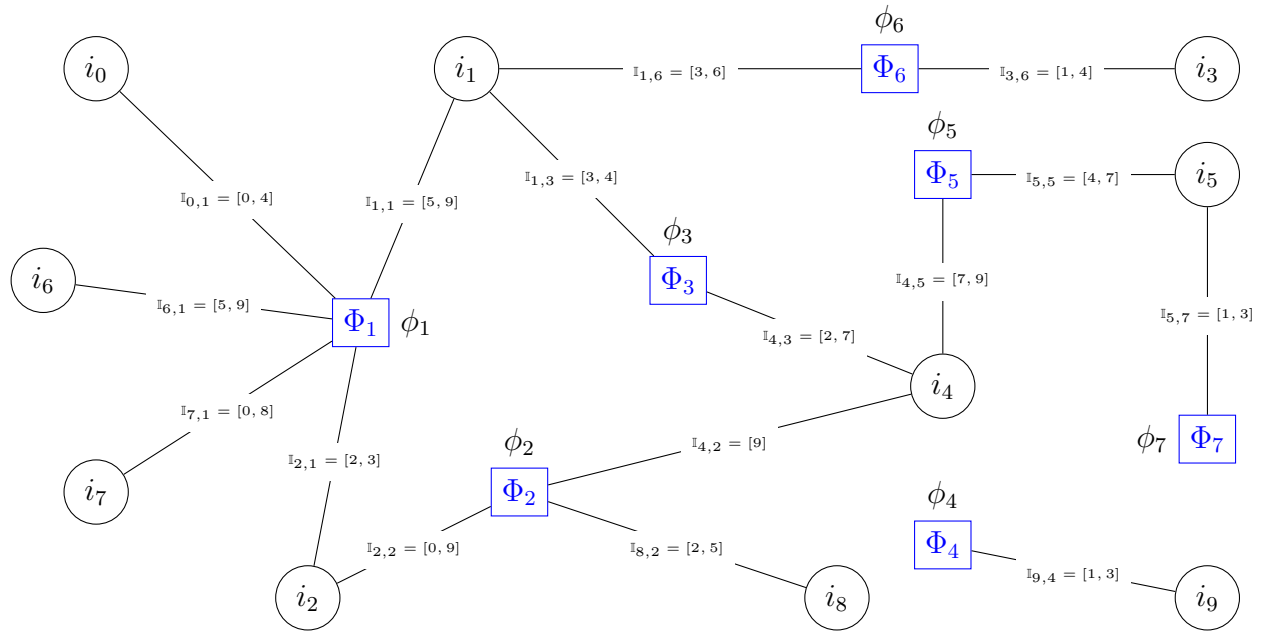 ϕ₆
i₀
i₁
𝕀₁,₆ = [3, 6]
Φ₆
𝕀₃,₆ = [1, 4]
i₃
ϕ₅
𝕀₁,₃ = [3, 4]
Φ₅
𝕀₅,₅ = [4, 7]
i₅
𝕀₀,₁ = [0, 4]
𝕀₁,₁ = [5, 9]
ϕ₃
i₆
𝕀₆,₁ = [5, 9]
Φ₃
𝕀₄,₅ = [7, 9]
Φ₁
ϕ₁
𝕀₄,₃ = [2, 7]
𝕀₅,₇ = [1, 3]
i₄
𝕀₇,₁ = [0, 8]
ϕ₂
𝕀₄,₂ = [9]
ϕ₇
Φ₇
𝕀₂,₁ = [2, 3]
i₇
Φ₂
ϕ₄
𝕀₂,₂ = [0, 9]
𝕀₈,₂ = [2, 5]
Φ₄
𝕀₉,₄ = [1, 3]
i₂
i₈
i₉